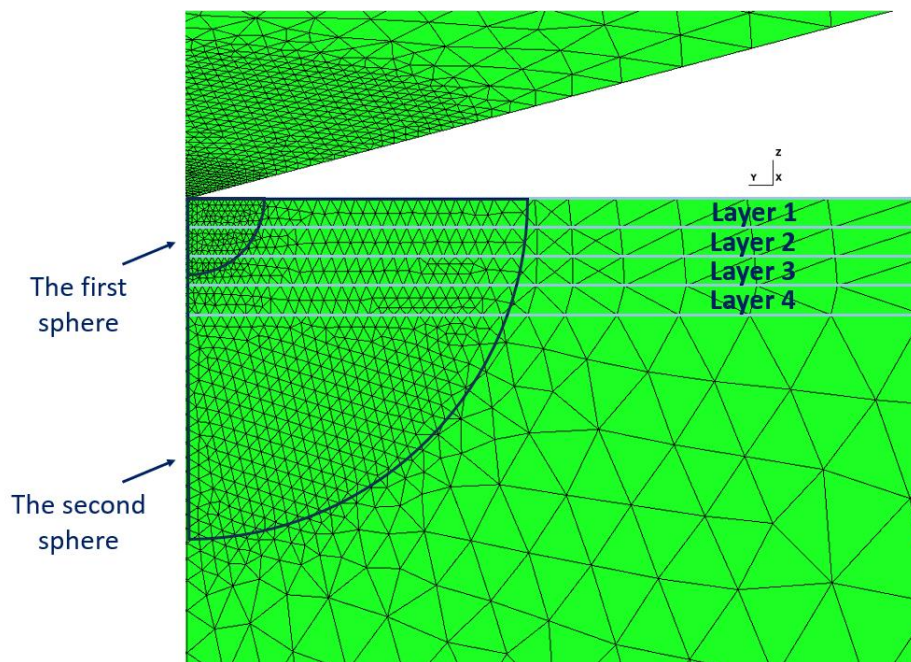 Z
Y X
Layer 1
Layer 2
Layer 3
Layer 4
The first
sphere
The second
sphere